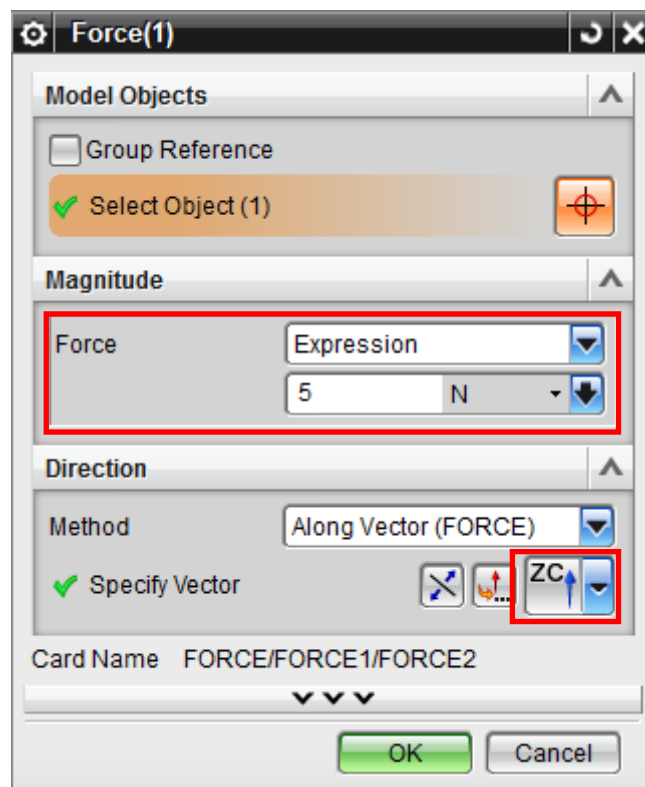 Force(1)
Model Objects
Group Reference
Select Object (1)
Magnitude
Force Expression
5 N
Direction
Method Along Vector (FORCE)
Specify Vector ZC
Card Name FORCE/FORCE1/FORCE2
OK Cancel